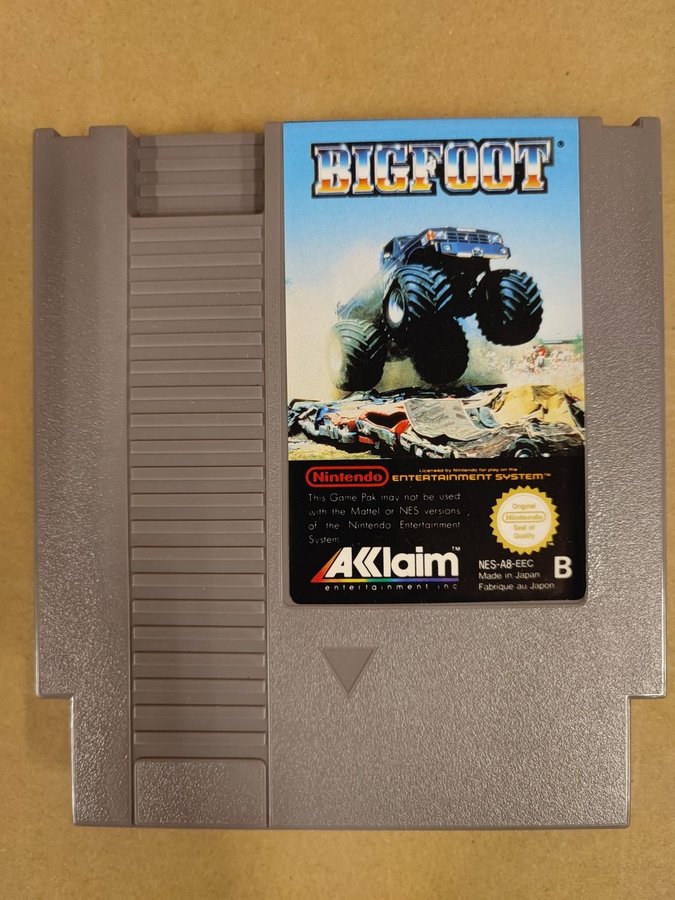 BIGFOOT®
Nintendo
Licensed by Nintendo for play on the
ENTERTAINMENT SYSTEM™
This Game Pak may not be used
with the Mattel or NES versions
of the Nintendo Entertainment
System.
Original
Nintendo
Seal of
Quality
AKKlaim™
entertainment inc
NES-A8-EEC
Made in Japan
Fabriqué au Japon
B